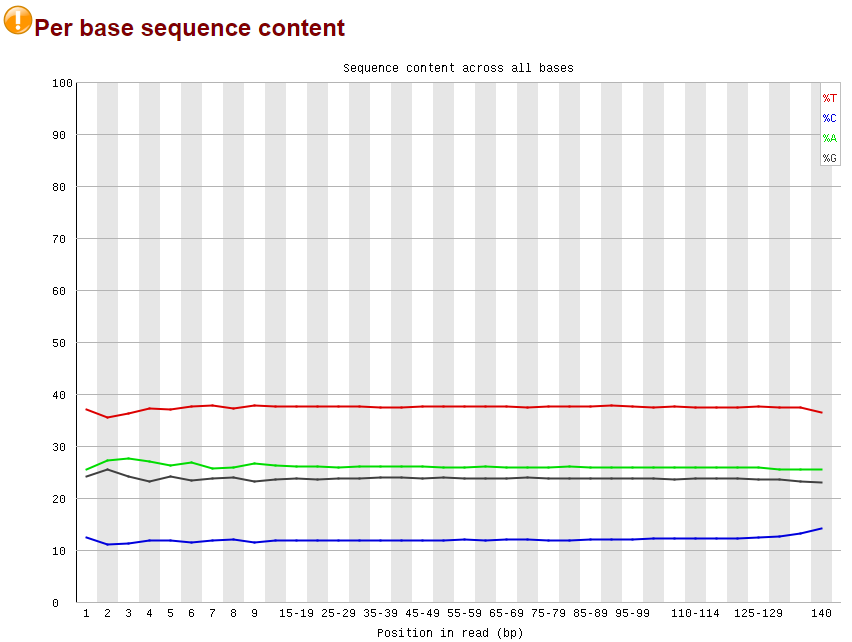 Per base sequence content
Sequence content across all bases
100
90
80
70
60
50
40
30
20
10
0
%T
%C
%A
%G
1 2 3 4 5 6 7 8 9 15-19 25-29 35-39 45-49 55-59 65-69 75-79 85-89 95-99 110-114 125-129 140
Position in read (bp)